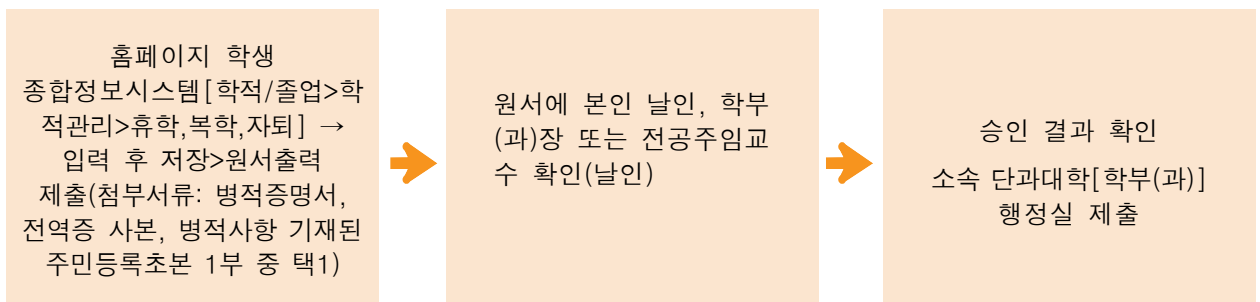 홈페이지 학생
종합정보시스템[학적/졸업>학
적관리>휴학,복학,자퇴] →
입력 후 저장>원서출력
제출(첨부서류: 병적증명서,
전역증 사본, 병적사항 기재된
주민등록초본 1부 중 택1)
원서에 본인 날인, 학부
(과)장 또는 전공주임교
수 확인(날인)
승인 결과 확인
소속 단과대학[학부(과)]
행정실 제출